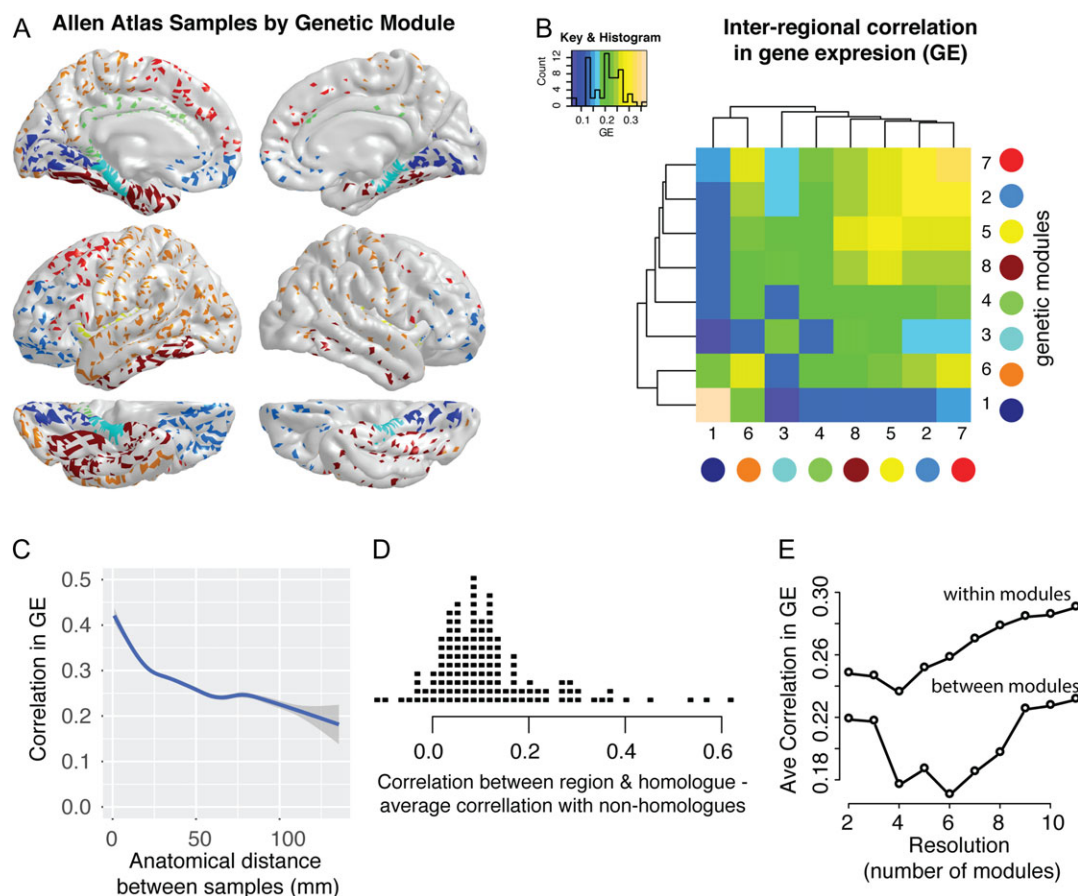 A
Allen Atlas Samples by Genetic Module
B
Key & Histogram
Count
0 4 8 12
0.1 0.2 0.3
GE
Inter-regional correlation
in gene expresion (GE)
7
2
5
8
4
3
6
1
genetic modules
1 6 3 4 8 5 2 7
C
Correlation in GE
0.5
0.4
0.3
0.2
0.1
0.0
0 50 100
Anatomical distance
between samples (mm)
D
0.0 0.2 0.4 0.6
Correlation between region & homologue -
average correllation with non-homologues
E
Ave Correlation in GE
0.30
0.26
0.22
0.18
within modules
between modules
2 4 6 8 10
Resolution
(number of modules)